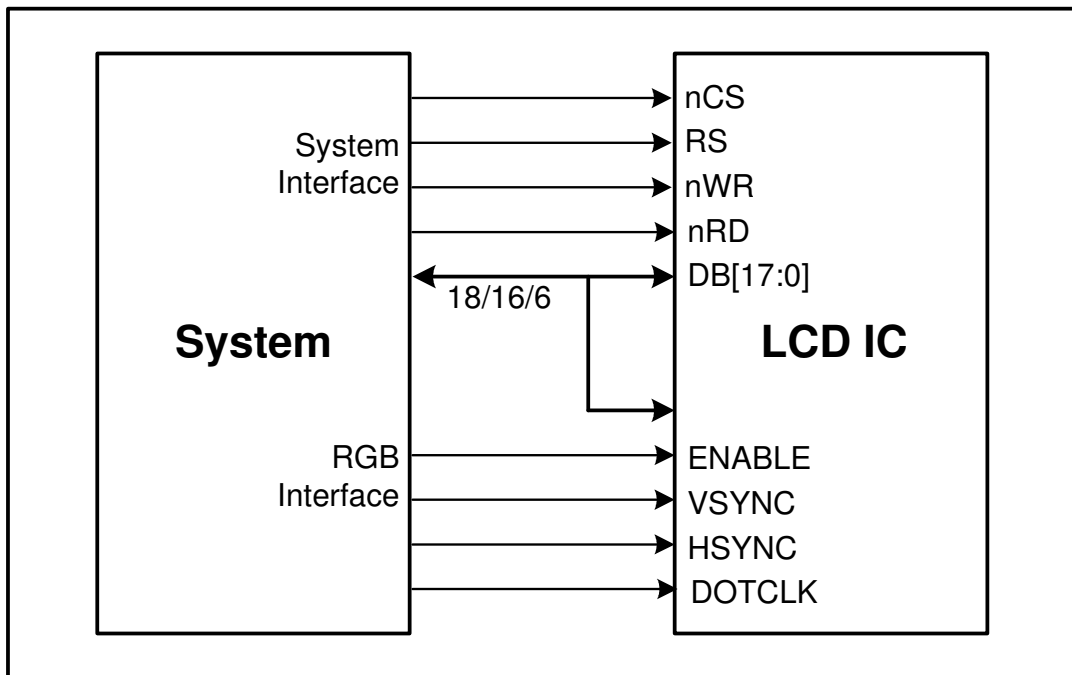 System
Interface
18/16/6
System
RGB
Interface
nCS
RS
nWR
nRD
DB[17:0]
LCD IC
ENABLE
VSYNC
HSYNC
DOTCLK